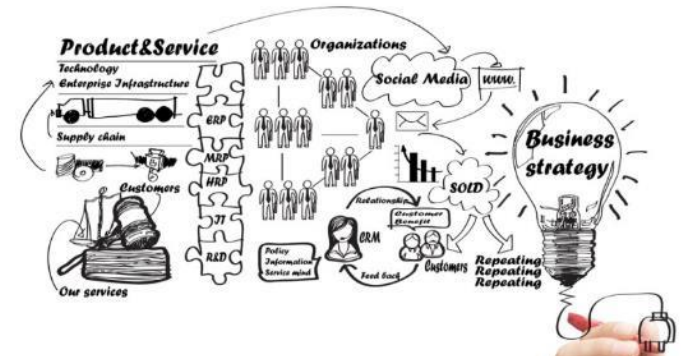 Product&Service
Technology
Enterprise Infrastructure
Supply chain
Customers
Our services
ERP
MRP
HRP
IT
R&D
Organizations
Social Media
www.
SOLD
Relationship
Customer
Benefit
CRM
Policy
Information
Service mind
Feed back
Customers
Repeating
Repeating
Repeating
Business
strategy